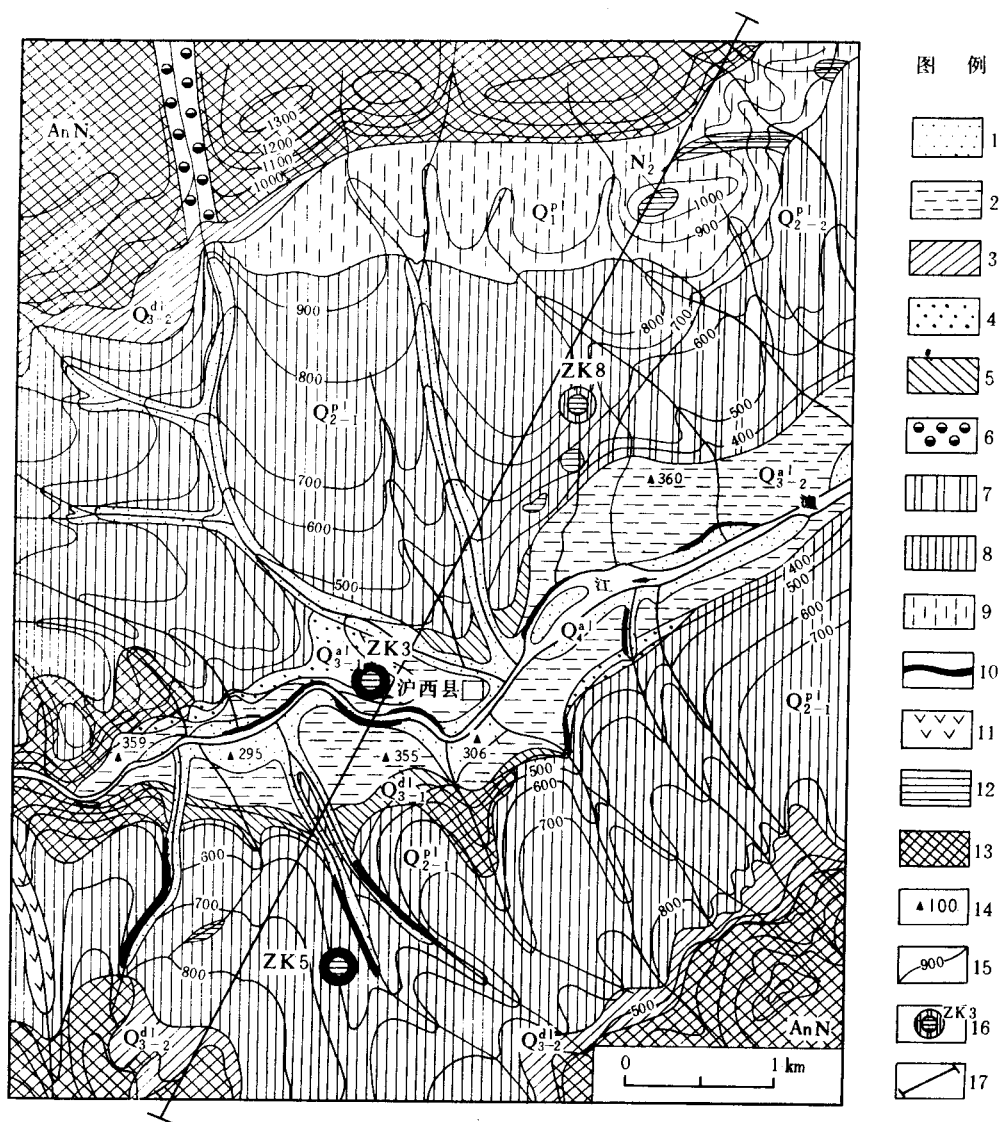 图 例
1
2
3
4
5
6
7
8
9
10
11
12
13
▲100 14
900 15
ZK3 16
17
AnN
1300
1200
1100
1000
N₂
1000
900
Q₁ᵖˡ
Q₂₋₂ᵖˡ
Q₃₋₂ᵈˡ
900
800
700
600
800
ZK8
500
400
Q₂₋₁ᵖˡ
700
600
500
▲360
Q₃₋₂ᵃˡ
江
Q₄ᵃˡ
400
500
600
700
Q₃₋₁ᵃˡ
ZK3
沪西县
Q₂₋₁ᵖˡ
359
▲295
▲355
306
Q₃₋₁ᵈˡ
500
600
700
Q₂₋₁ᵖˡ
600
700
800
800
ZK5
500
Q₃₋₂ᵈˡ
Q₃₋₂ᵈˡ
AnN
0 1 km